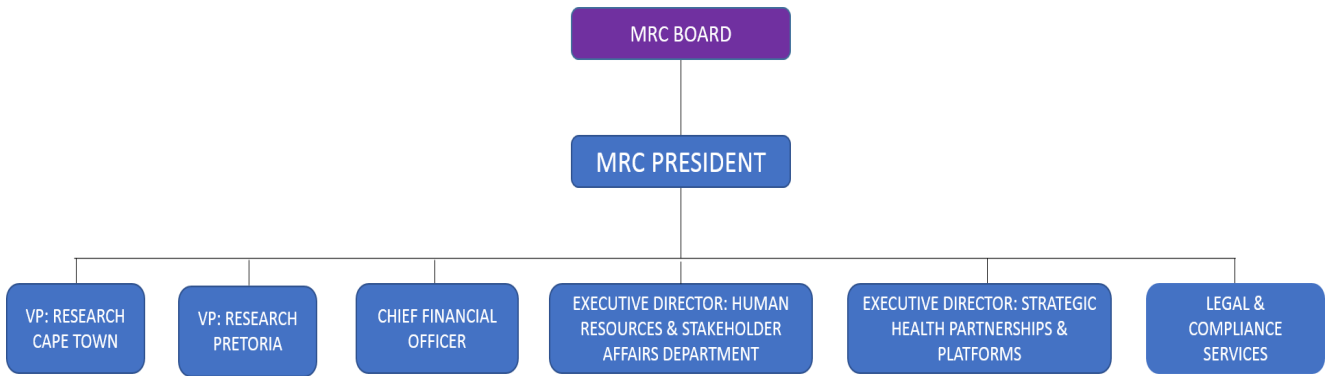 MRC BOARD
MRC PRESIDENT
VP: RESEARCH
CAPE TOWN
VP: RESEARCH
PRETORIA
CHIEF FINANCIAL
OFFICER
EXECUTIVE DIRECTOR: HUMAN
RESOURCES & STAKEHOLDER
AFFAIRS DEPARTMENT
EXECUTIVE DIRECTOR: STRATEGIC
HEALTH PARTNERSHIPS &
PLATFORMS
LEGAL &
COMPLIANCE
SERVICES